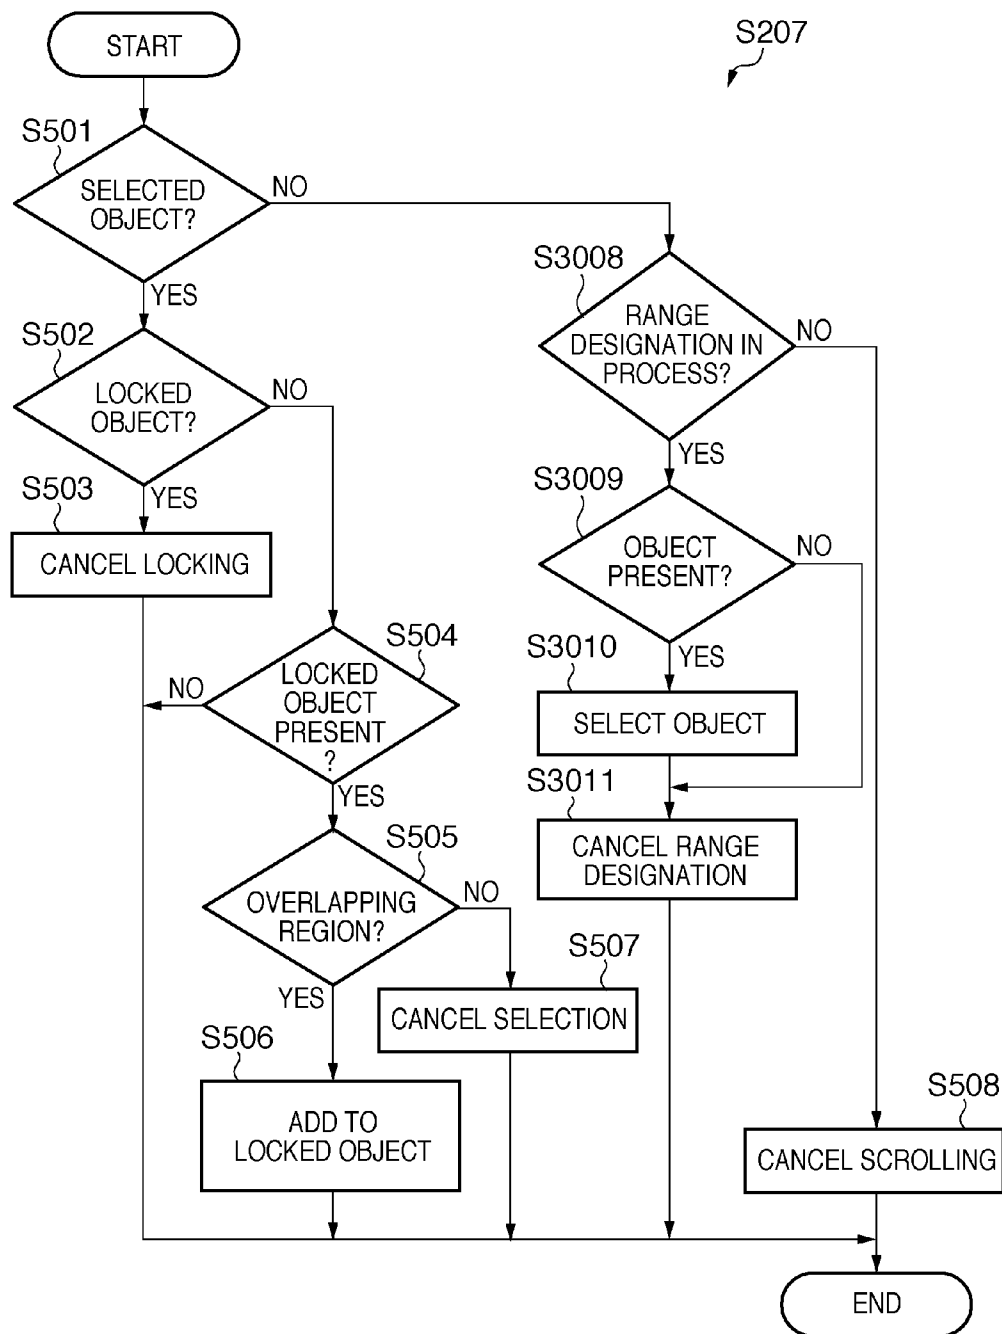 START
S207
S501
SELECTED
OBJECT?
NO
YES
S3008
RANGE
DESIGNATION IN
PROCESS?
NO
YES
S502
LOCKED
OBJECT?
NO
YES
S503
CANCEL LOCKING
S3009
OBJECT
PRESENT?
NO
YES
S504
LOCKED
OBJECT
PRESENT
?
NO
YES
S3010
SELECT OBJECT
S3011
CANCEL RANGE
DESIGNATION
S505
OVERLAPPING
REGION?
NO
YES
S507
CANCEL SELECTION
S506
ADD TO
LOCKED OBJECT
S508
CANCEL SCROLLING
END